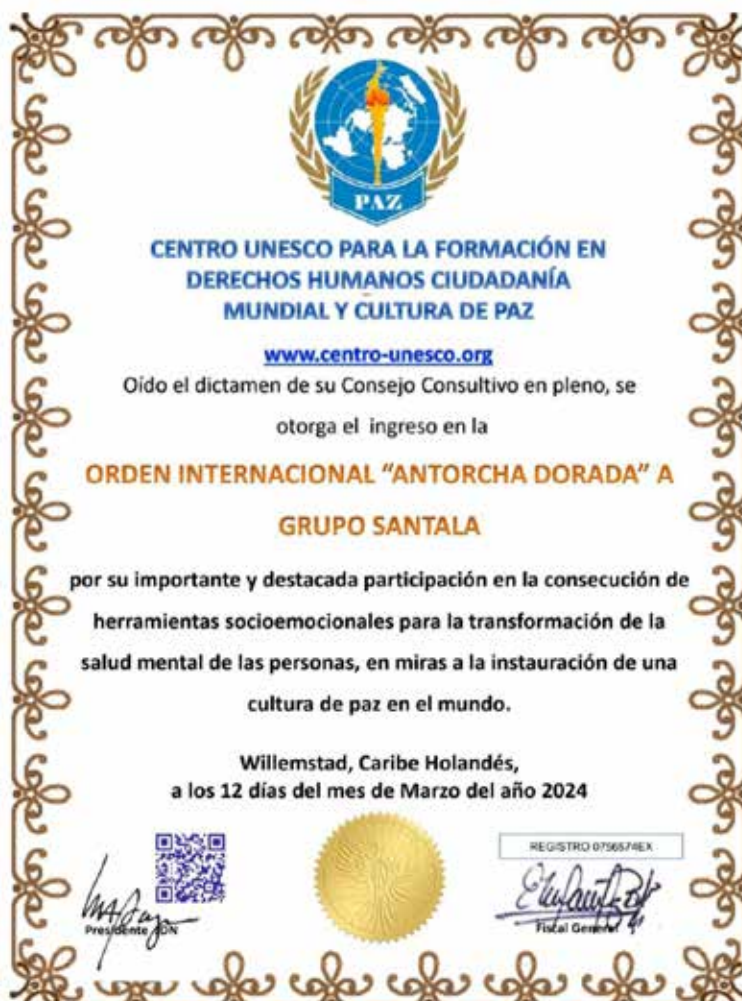 PAZ
CENTRO UNESCO PARA LA FORMACIÓN EN
DERECHOS HUMANOS CIUDADANÍA
MUNDIAL Y CULTURA DE PAZ
www.centro-unesco.org
Oído el dictamen de su Consejo Consultivo en pleno, se
otorga el ingreso en la
ORDEN INTERNACIONAL “ANTORCHA DORADA” A
GRUPO SANTALA
por su importante y destacada participación en la consecución de
herramientas socioemocionales para la transformación de la
salud mental de las personas, en miras a la instauración de una
cultura de paz en el mundo.
Willemstad, Caribe Holandés,
a los 12 días del mes de Marzo del año 2024
REGISTRO 0756574EX
Presidente
Fiscal General